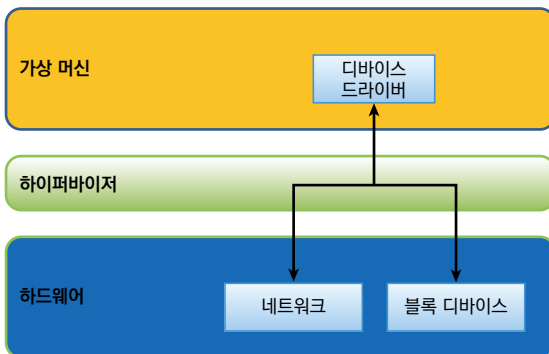 가상 머신
디바이스
드라이버
하이퍼바이저
하드웨어
네트워크
블록 디바이스